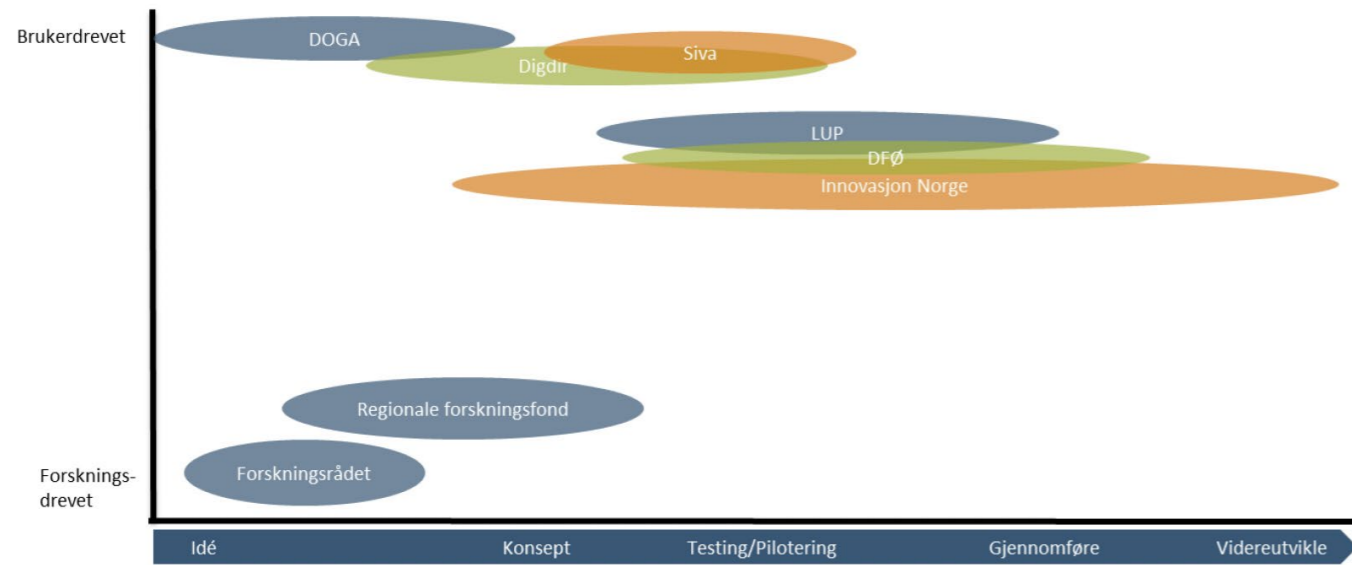 Brukerdrevet
DOGA
Siva
Digdir
LUP
DFØ
Innovasjon Norge
Regionale forskningsfond
Forskningsrådet
Forsknings-
drevet
Idé
Konsept
Testing/Pilotering
Gjennomføre
Videreutvikle